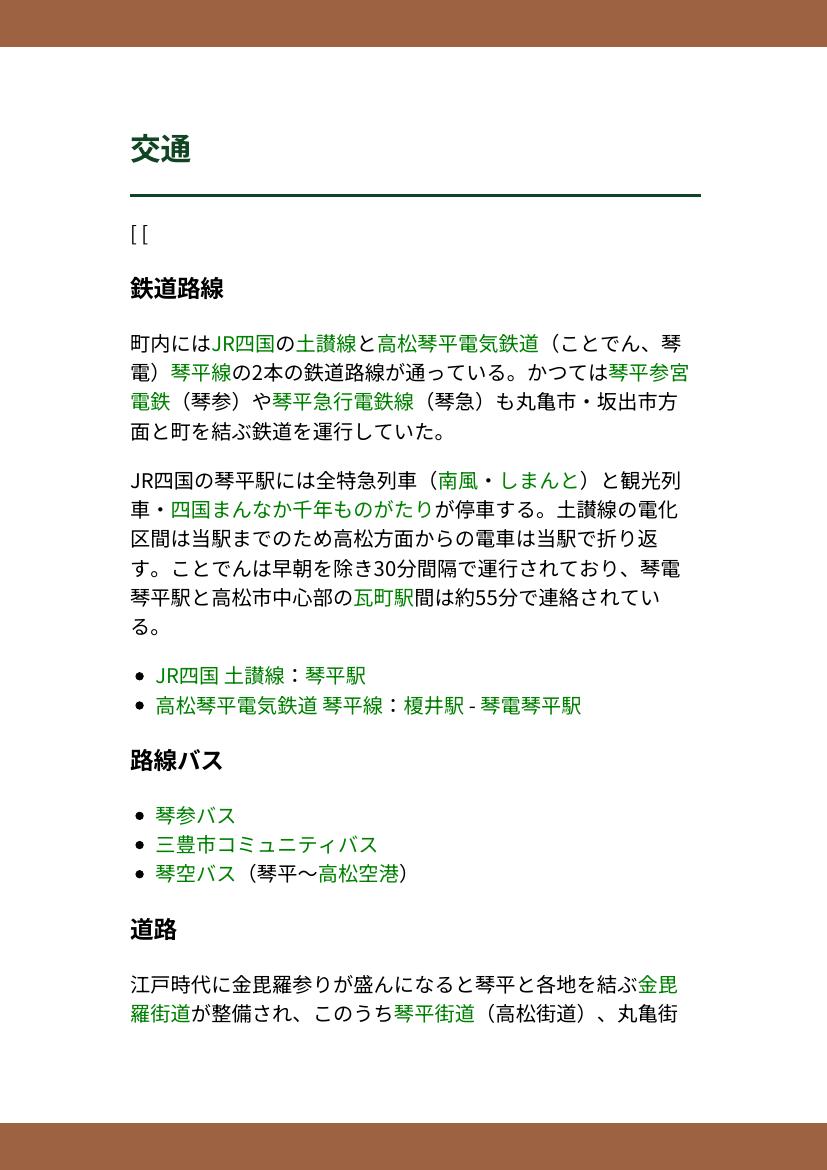 交通
[ [
鉄道路線
町内にはJR四国の土讃線と高松琴平電気鉄道（ことでん、琴
電）琴平線の2本の鉄道路線が通っている。かつては琴平参宮
電鉄（琴参）や琴平急行電鉄線（琴急）も丸亀市・坂出市方
面と町を結ぶ鉄道を運行していた。
JR四国の琴平駅には全特急列車（南風・しまんと）と観光列
車・四国まんなか千年ものがたりが停車する。土讃線の電化
区間は当駅までのため高松方面からの電車は当駅で折り返
す。ことでんは早朝を除き30分間隔で運行されており、琴電
琴平駅と高松市中心部の瓦町駅間は約55分で連絡されてい
る。
• JR四国 土讃線：琴平駅
• 高松琴平電気鉄道 琴平線：榎井駅 - 琴電琴平駅
路線バス
• 琴参バス
• 三豊市コミュニティバス
• 琴空バス（琴平〜高松空港）
道路
江戸時代に金毘羅参りが盛んになると琴平と各地を結ぶ金毘
羅街道が整備され、このうち琴平街道（高松街道）、丸亀街